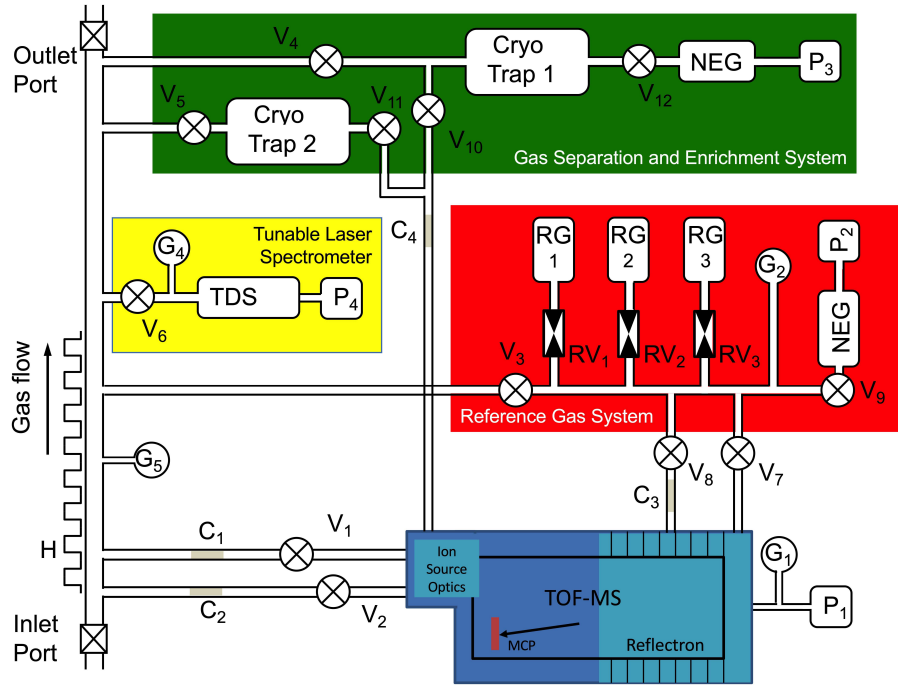 Outlet
Port
V4
Cryo
Trap 1
V12
NEG
P3
V5
Cryo
Trap 2
V11
V10
Gas Separation and Enrichment System
C4
Tunable Laser
Spectrometer
G4
TDS
P4
V6
RG
1
RG
2
RG
3
G2
P2
NEG
RV1
RV2
RV3
V3
V9
Reference Gas System
Gas flow
G5
V8
V7
C3
H
C1
V1
C2
V2
Ion
Source
Optics
TOF-MS
MCP
Reflectron
G1
P1
Inlet
Port